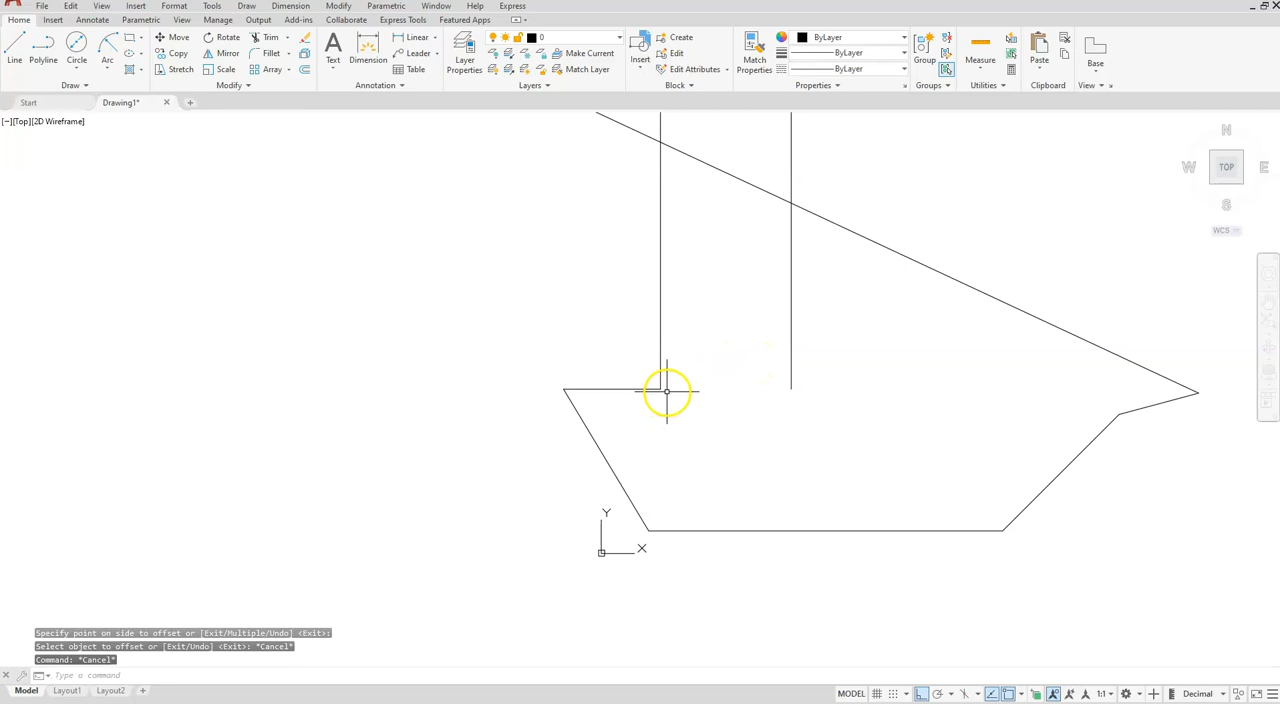 File Edit View Insert Format Tools Draw Dimension Modify Parametric Window Help Express
Home Insert Annotate Parametric View Manage Output Add-ins Collaborate Express Tools Featured Apps
Line Polyline Circle Arc
Move Rotate Trim
Copy Mirror Fillet
Stretch Scale Array
Text Dimension
Linear
Leader
Table
Layer Properties
0
Make Current
Match Layer
Insert
Create
Edit
Edit Attributes
Match Properties
ByLayer
ByLayer
ByLayer
Group
Measure
Paste
Base
Draw Modify Annotation Layers Block Properties Groups Utilities Clipboard View
Start Drawing1*
[−][Top][2D Wireframe]
N
W TOP E
S
WCS
Y
X
Specify point on side to offset or [Exit/Multiple/Undo] <Exit>:
Select object to offset or [Exit/Undo] <Exit>: *Cancel*
Command: *Cancel*
Type a command
Model Layout1 Layout2
MODEL 1:1 Decimal